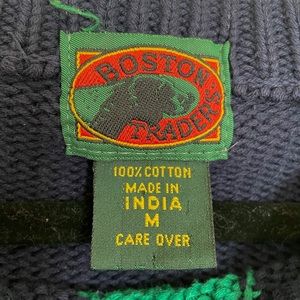 BOSTON
TRADERS
100% COTTON
MADE IN
INDIA
M
CARE OVER